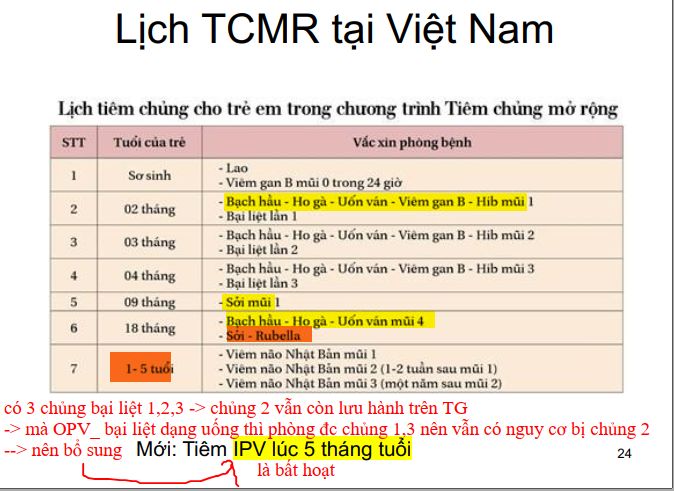 Lịch TCMR tại Việt Nam
Lịch tiêm chủng cho trẻ em trong chương trình Tiêm chủng mở rộng
STT Tuổi của trẻ Vắc xin phòng bệnh
1 Sơ sinh - Lao
- Viêm gan B mũi 0 trong 24 giờ
2 02 tháng - Bạch hầu - Ho gà - Uốn ván - Viêm gan B - Hib mũi 1
- Bại liệt lần 1
3 03 tháng - Bạch hầu - Ho gà - Uốn ván - Viêm gan B - Hib mũi 2
- Bại liệt lần 2
4 04 tháng - Bạch hầu - Ho gà - Uốn ván - Viêm gan B - Hib mũi 3
- Bại liệt lần 3
5 09 tháng - Sởi mũi 1
6 18 tháng - Bạch hầu - Ho gà - Uốn ván mũi 4
- Sởi - Rubella
7 1- 5 tuổi - Viêm não Nhật Bản mũi 1
- Viêm não Nhật Bản mũi 2 (1-2 tuần sau mũi 1)
- Viêm não Nhật Bản mũi 3 (một năm sau mũi 2)
có 3 chủng bại liệt 1,2,3 -> chủng 2 vẫn còn lưu hành trên TG
-> mà OPV_ bại liệt dạng uống thì phòng đc chủng 1,3 nên vẫn có nguy cơ bị chủng 2
--> nên bổ sung Mới: Tiêm IPV lúc 5 tháng tuổi 24
là bất hoạt